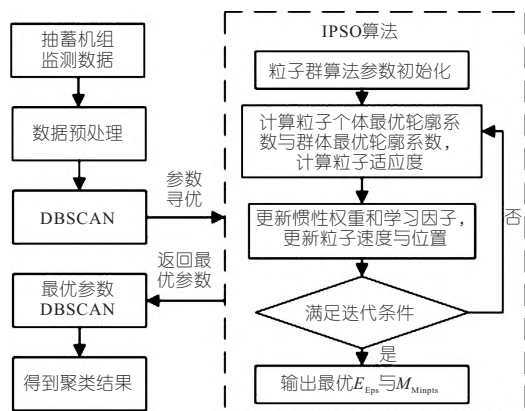 抽蓄机组
监测数据
数据预处理
DBSCAN
参数
寻优
返回最
优参数
最优参数
DBSCAN
得到聚类结果
IPSO算法
粒子群算法参数初始化
计算粒子个体最优轮廓系
数与群体最优轮廓系数，
计算粒子适应度
更新惯性权重和学习因子，
更新粒子速度与位置
满足迭代条件
否
是
输出最优E_Eps与M_Minpts